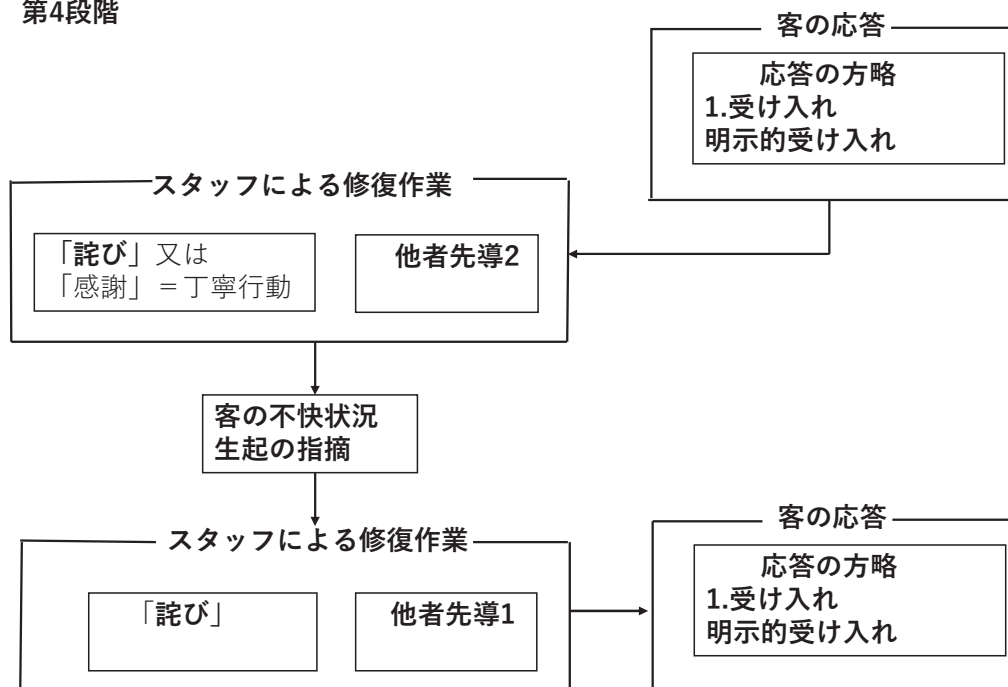 第4段階
客の応答
応答の方略
1.受け入れ
明示的受け入れ
スタッフによる修復作業
「詫び」又は
「感謝」＝丁寧行動
他者先導2
客の不快状況
生起の指摘
スタッフによる修復作業
「詫び」
他者先導1
客の応答
応答の方略
1.受け入れ
明示的受け入れ